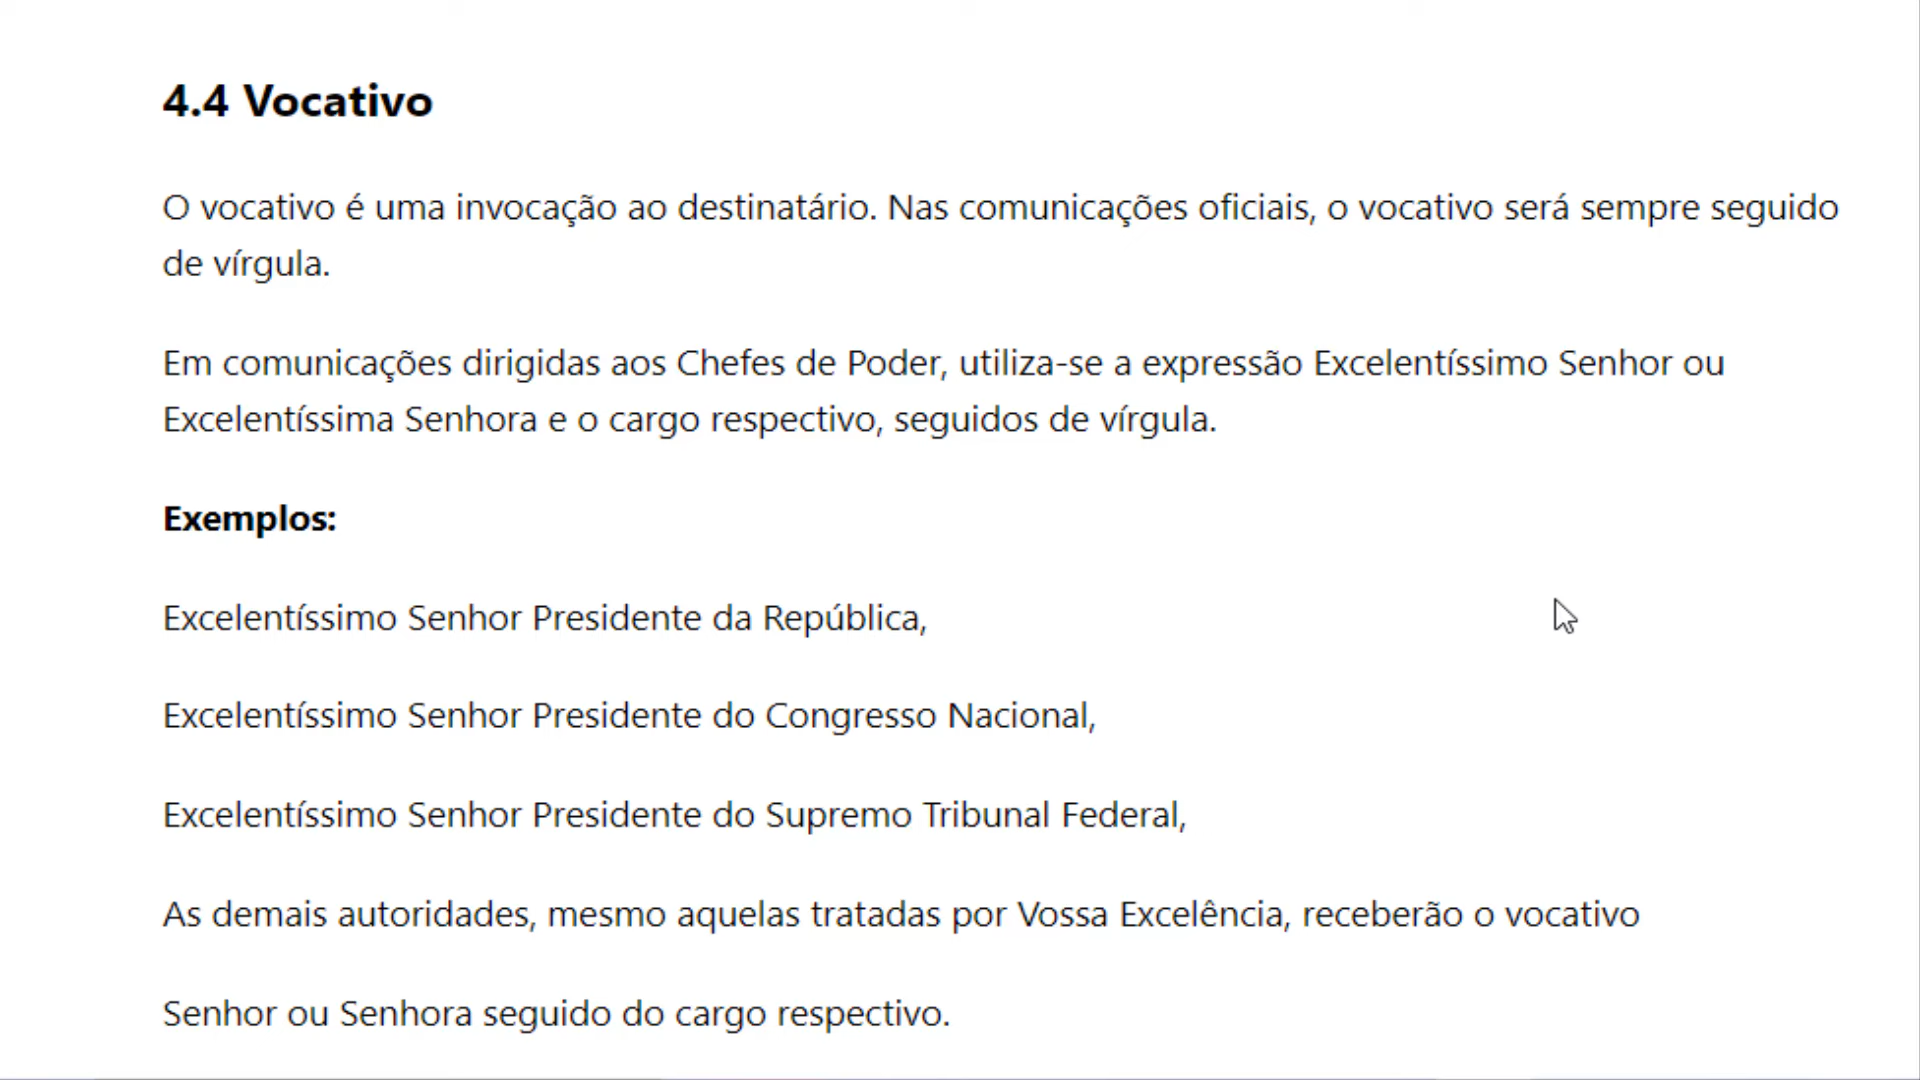 4.4 Vocativo
O vocativo é uma invocação ao destinatário. Nas comunicações oficiais, o vocativo será sempre seguido
de vírgula.
Em comunicações dirigidas aos Chefes de Poder, utiliza-se a expressão Excelentíssimo Senhor ou
Excelentíssima Senhora e o cargo respectivo, seguidos de vírgula.
Exemplos:
Excelentíssimo Senhor Presidente da República,
Excelentíssimo Senhor Presidente do Congresso Nacional,
Excelentíssimo Senhor Presidente do Supremo Tribunal Federal,
As demais autoridades, mesmo aquelas tratadas por Vossa Excelência, receberão o vocativo
Senhor ou Senhora seguido do cargo respectivo.